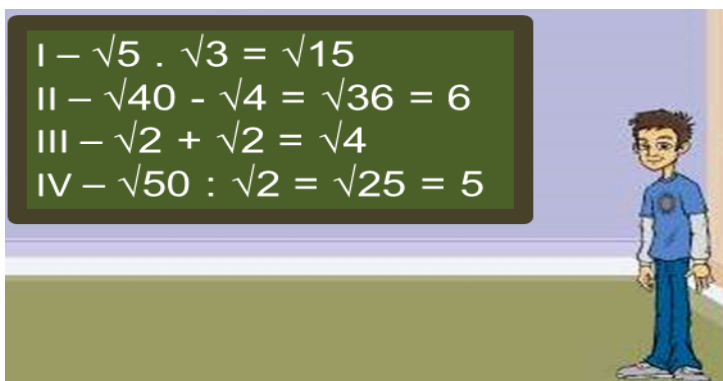 I – √5 . √3 = √15
II – √40 - √4 = √36 = 6
III – √2 + √2 = √4
IV – √50 : √2 = √25 = 5